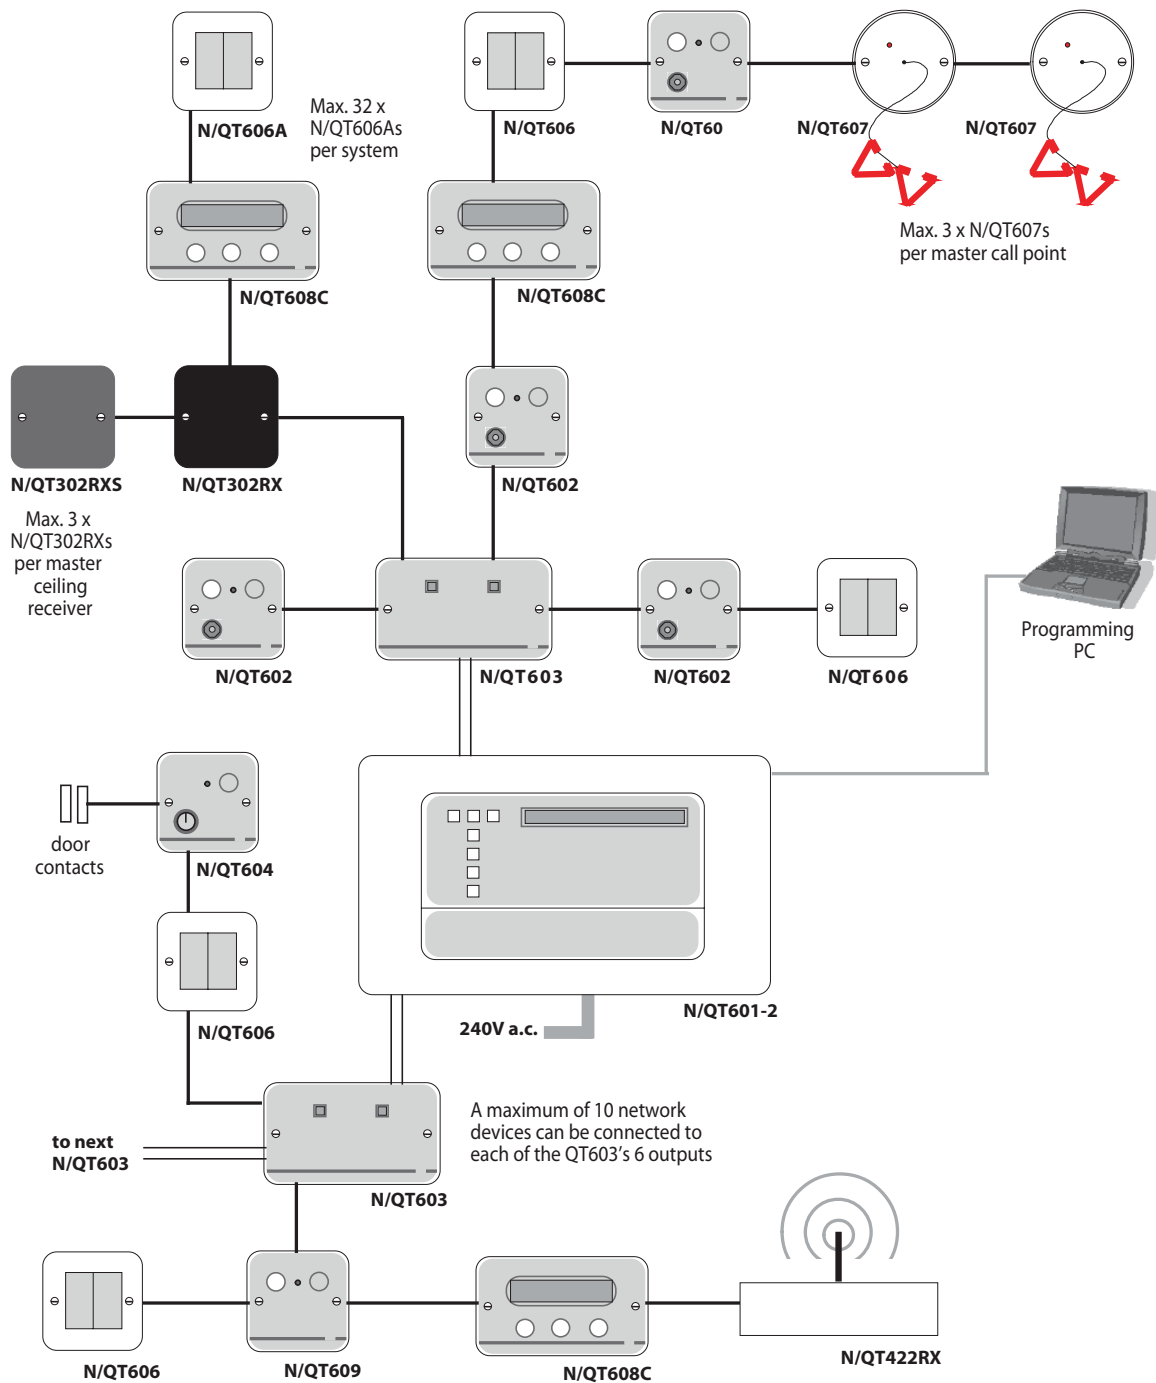 N/QT606A
Max. 32 x
N/QT606As
per system
N/QT606
N/QT60
N/QT607
N/QT607
Max. 3 x N/QT607s
per master call point
N/QT608C
N/QT608C
N/QT302RXS
N/QT302RX
N/QT602
Max. 3 x
N/QT302RXs
per master
ceiling
receiver
N/QT602
N/QT603
N/QT602
N/QT606
Programming
PC
door
contacts
N/QT604
N/QT606
N/QT601-2
240V a.c.
to next
N/QT603
A maximum of 10 network
devices can be connected to
each of the QT603's 6 outputs
N/QT603
N/QT606
N/QT609
N/QT608C
N/QT422RX